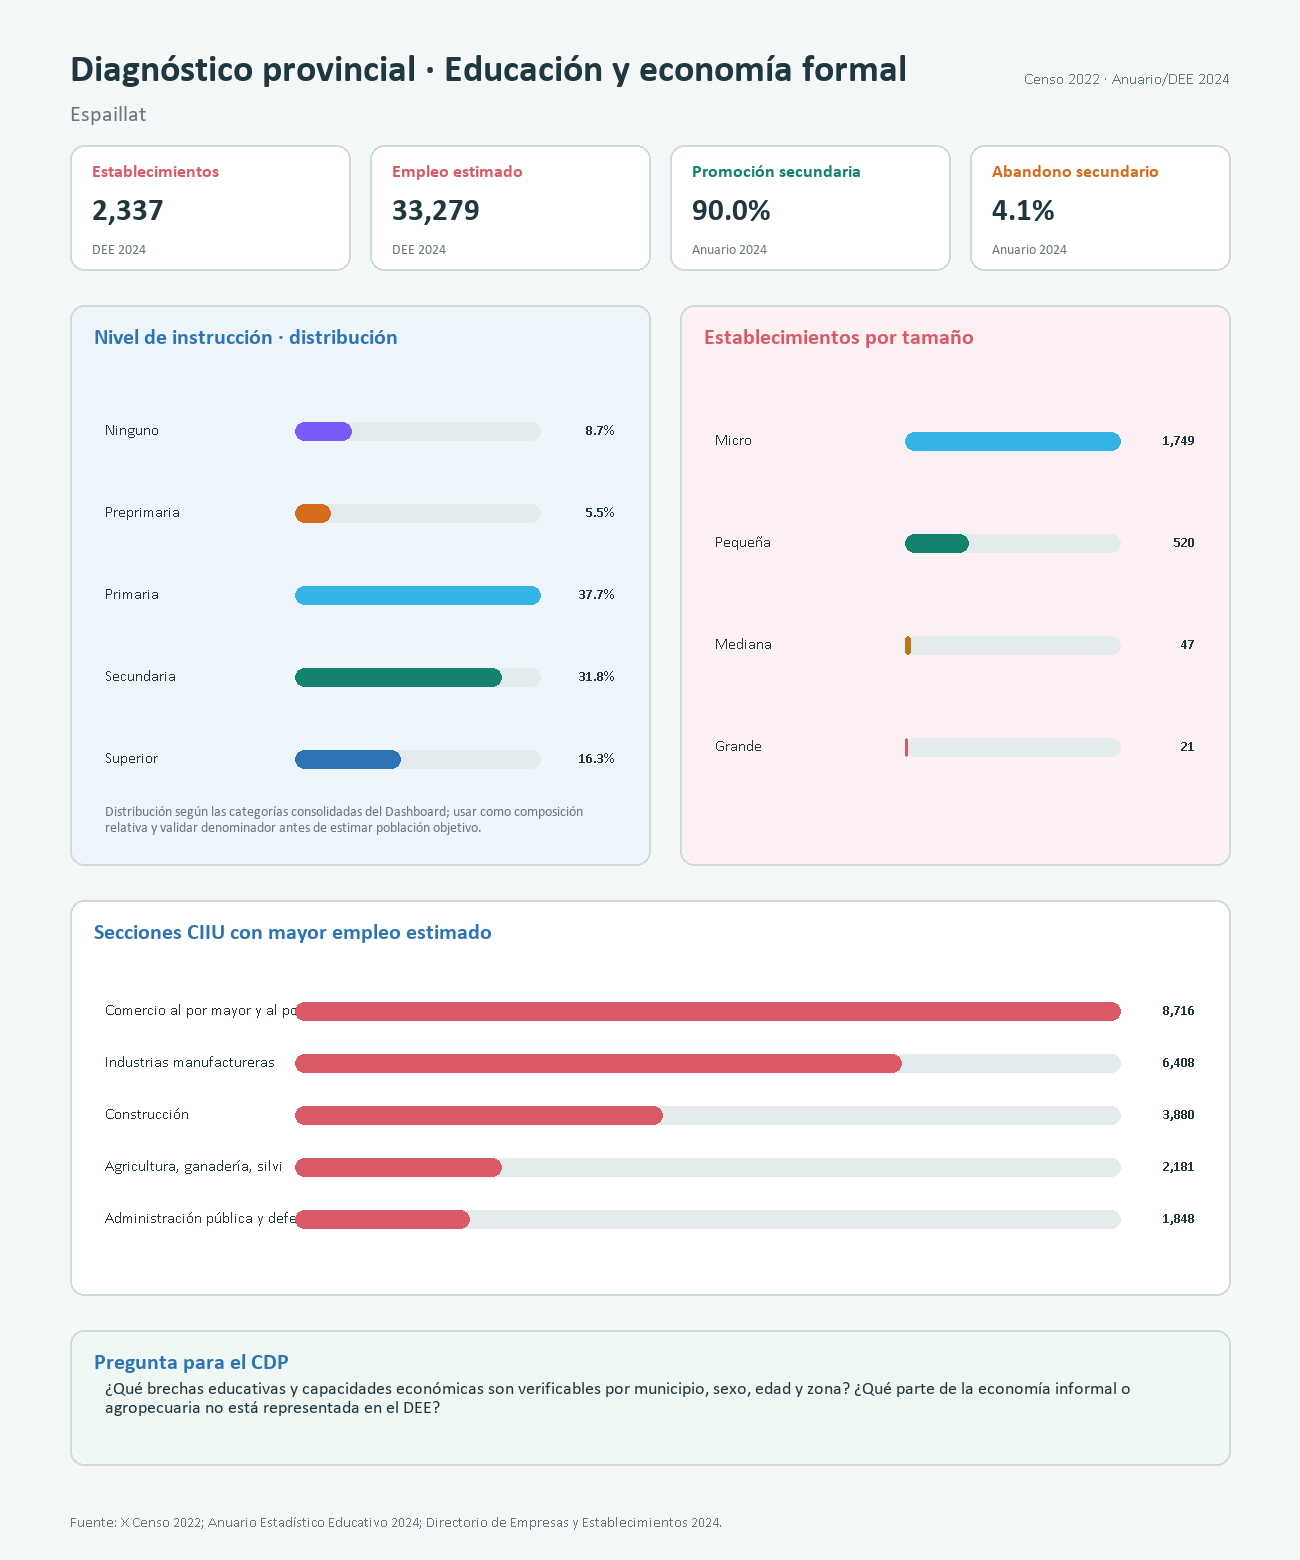 Diagnóstico provincial · Educación y economía formal
Censo 2022 · Anuario/DEE 2024
Espaillat
Establecimientos
2,337
DEE 2024
Empleo estimado
33,279
DEE 2024
Promoción secundaria
90.0%
Anuario 2024
Abandono secundario
4.1%
Anuario 2024
Nivel de instrucción · distribución
Ninguno 8.7%
Preprimaria 5.5%
Primaria 37.7%
Secundaria 31.8%
Superior 16.3%
Distribución según las categorías consolidadas del Dashboard; usar como composición
relativa y validar denominador antes de estimar población objetivo.
Establecimientos por tamaño
Micro 1,749
Pequeña 520
Mediana 47
Grande 21
Secciones CIIU con mayor empleo estimado
Comercio al por mayor y al po 8,716
Industrias manufactureras 6,408
Construcción 3,880
Agricultura, ganadería, silvi 2,181
Administración pública y defe 1,848
Pregunta para el CDP
¿Qué brechas educativas y capacidades económicas son verificables por municipio, sexo, edad y zona? ¿Qué parte de la economía informal o
agropecuaria no está representada en el DEE?
Fuente: X Censo 2022; Anuario Estadístico Educativo 2024; Directorio de Empresas y Establecimientos 2024.